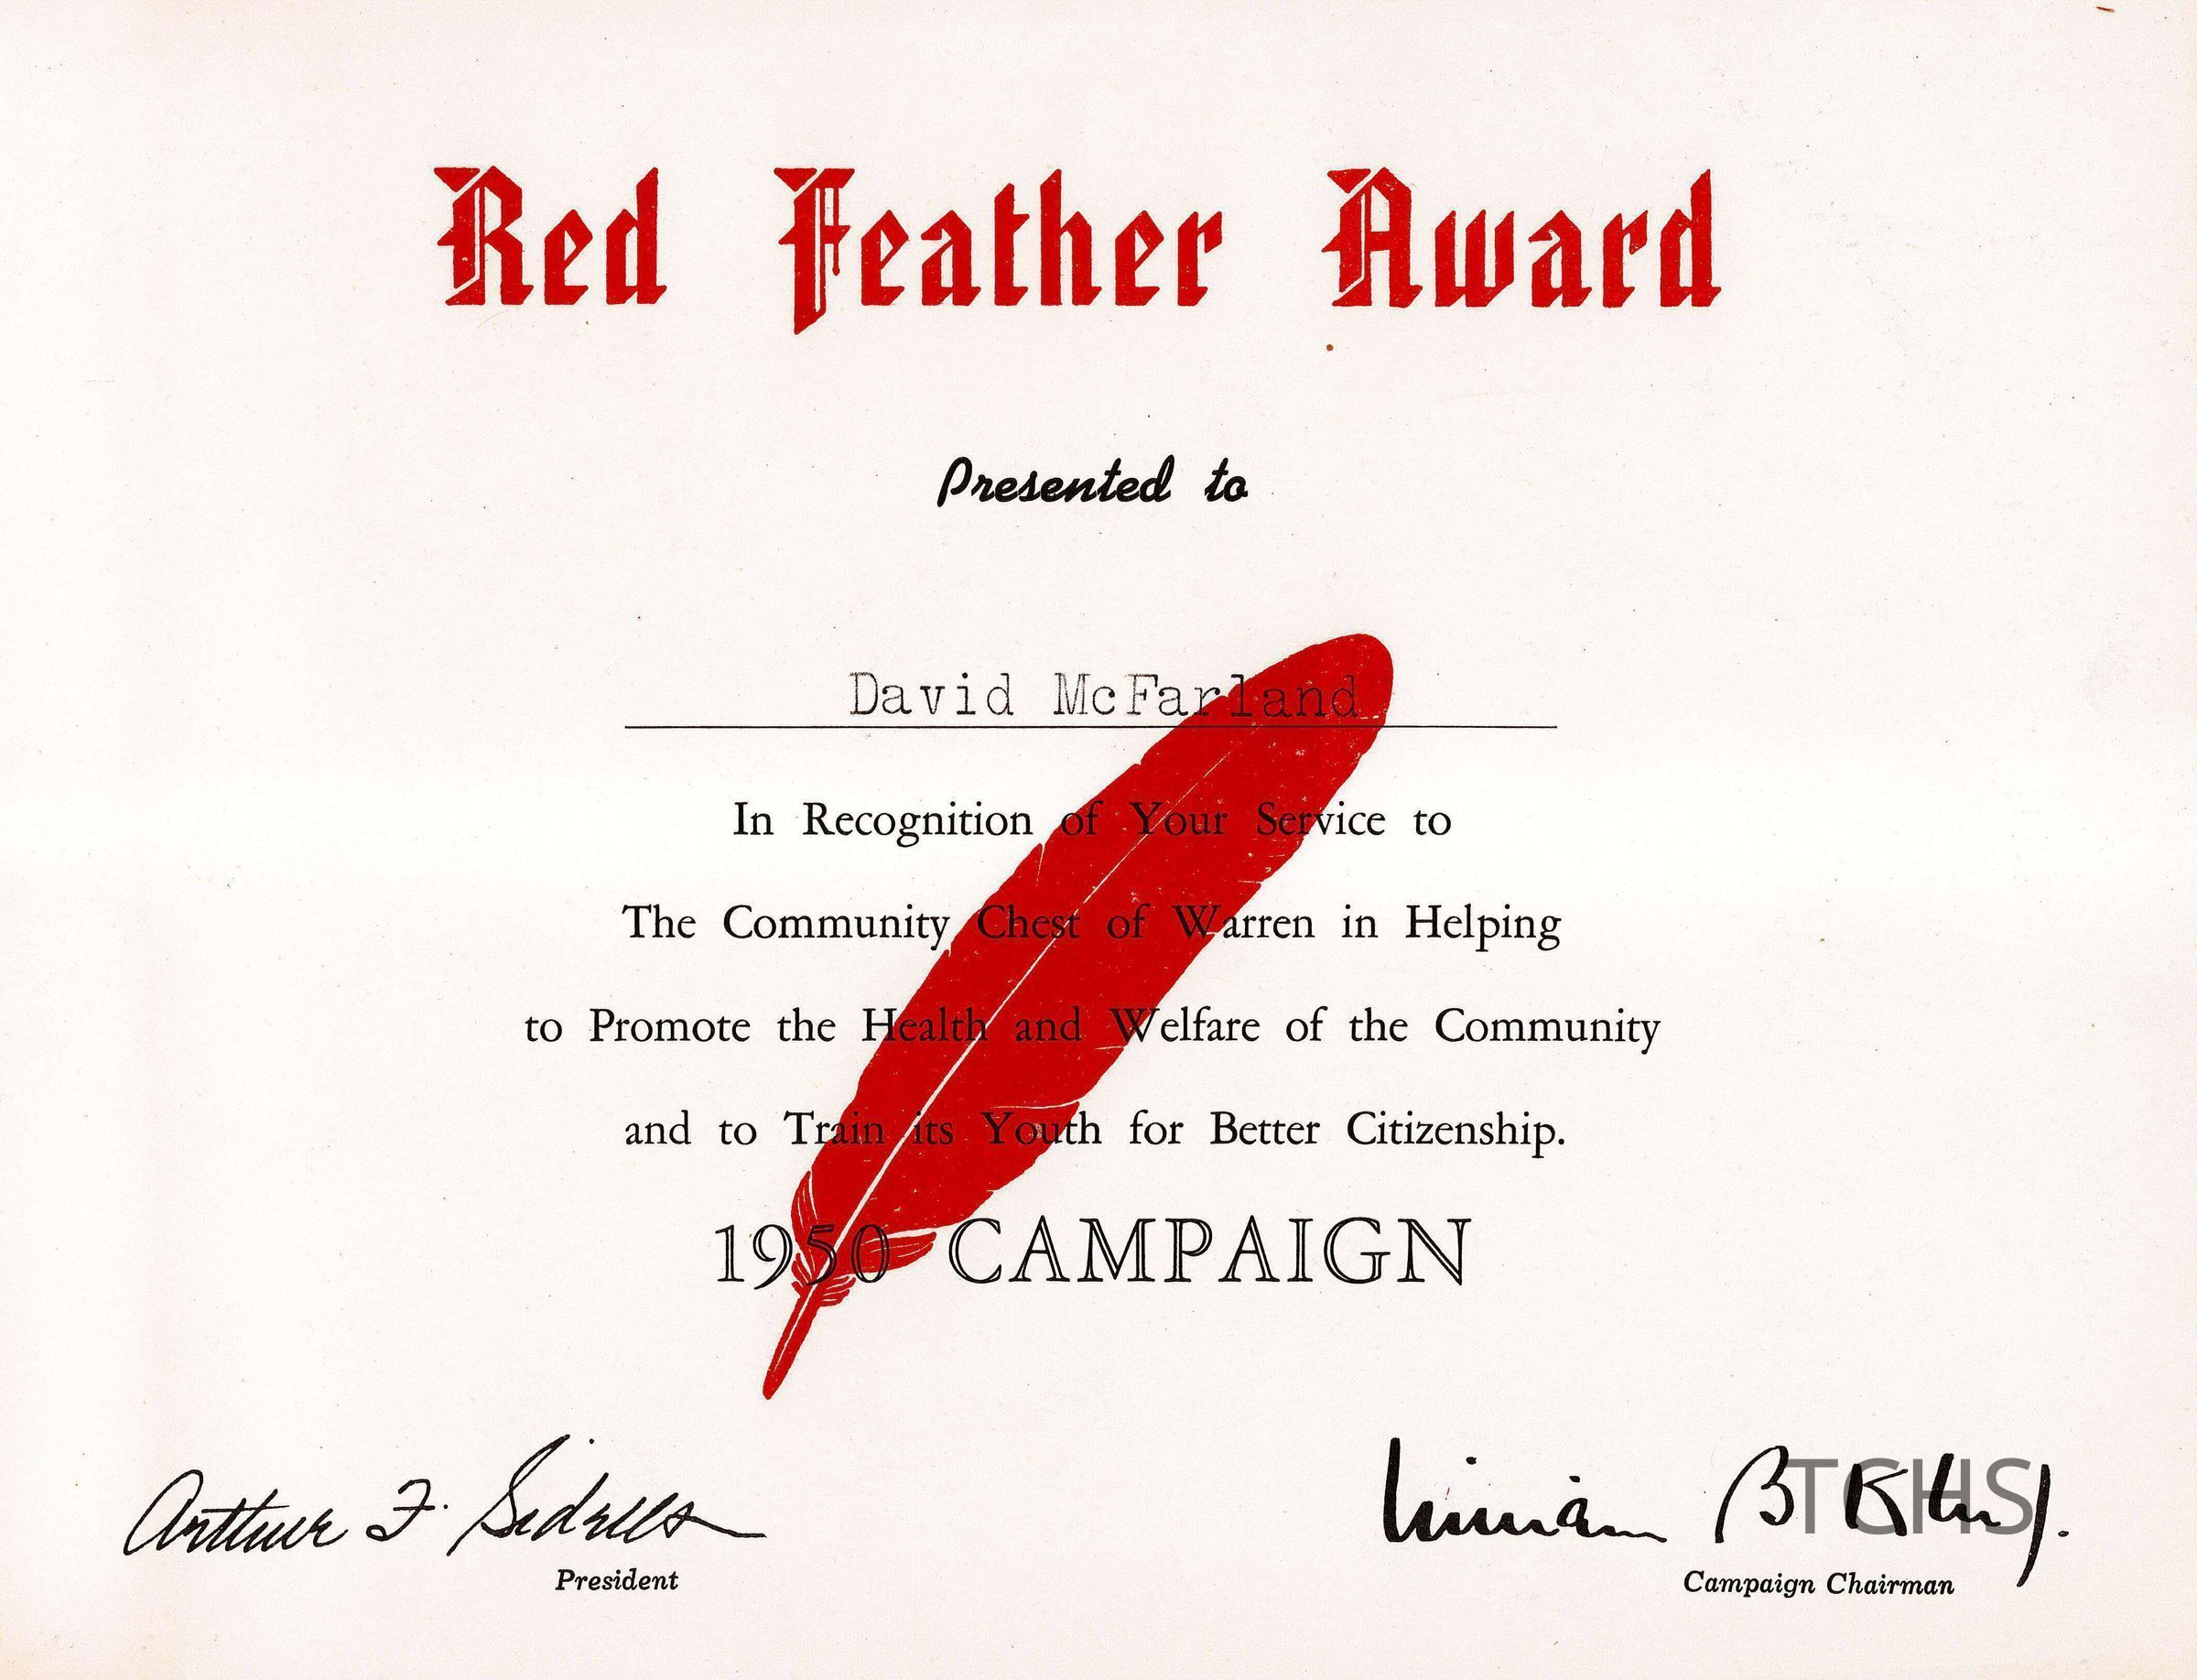 Red Feather Award
Presented to
David McFarland
In Recognition of Your Service to
The Community Chest of Warren in Helping
to Promote the Health and Welfare of the Community
and to Train its Youth for Better Citizenship.
1950 CAMPAIGN
Arthur F.
William B
TCHS
President
Campaign Chairman